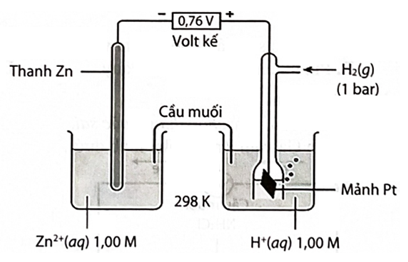 − 0,76 V +
Volt kế
Thanh Zn
H₂(g)
(1 bar)
Cầu muối
298 K
Mảnh Pt
Zn²⁺(aq) 1,00 M
H⁺(aq) 1,00 M